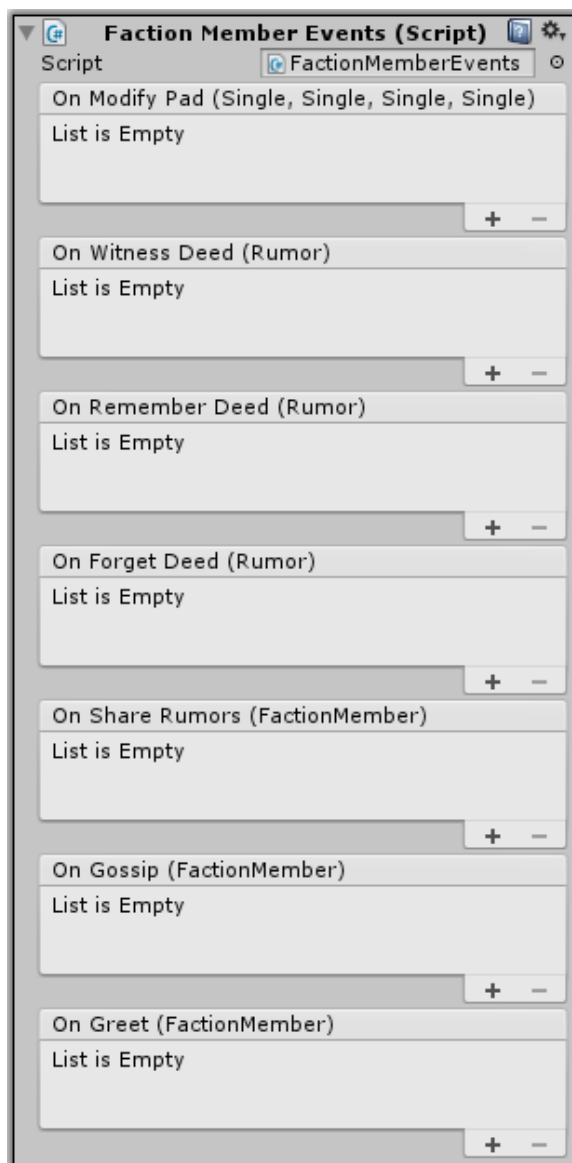 Faction Member Events (Script)
Script FactionMemberEvents
On Modify Pad (Single, Single, Single, Single)
List is Empty
+ −
On Witness Deed (Rumor)
List is Empty
+ −
On Remember Deed (Rumor)
List is Empty
+ −
On Forget Deed (Rumor)
List is Empty
+ −
On Share Rumors (FactionMember)
List is Empty
+ −
On Gossip (FactionMember)
List is Empty
+ −
On Greet (FactionMember)
List is Empty
+ −